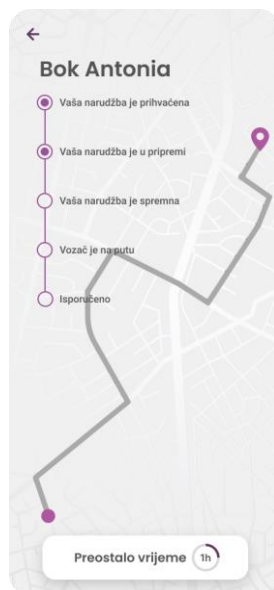 Bok Antonia
Vaša narudžba je prihvaćena
Vaša narudžba je u pripremi
Vaša narudžba je spremna
Vozač je na putu
Isporučeno
Preostalo vrijeme 1h